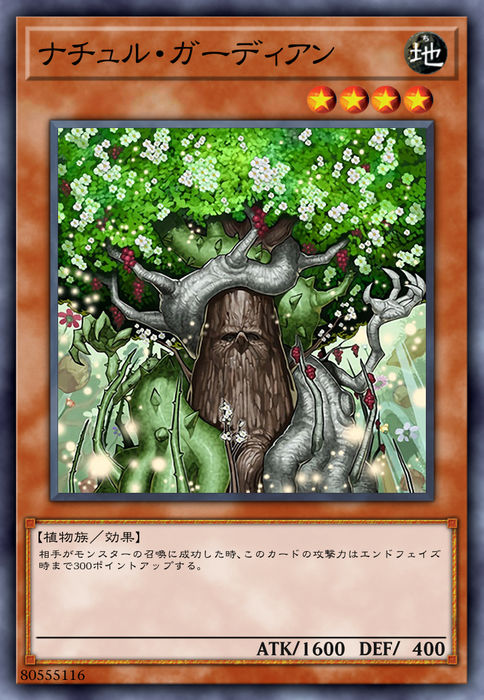 ナチュル・ガーディアン
ち
地
【植物族／効果】
相手がモンスターの召喚に成功した時、このカードの攻撃力はエンドフェイズ
時まで300ポイントアップする。
ATK/1600 DEF/ 400
80555116